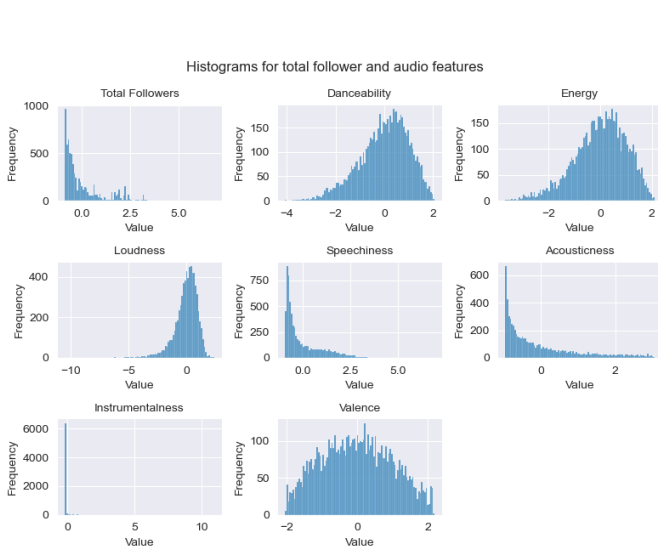 Histograms for total follower and audio features
Total Followers
Danceability
Energy
1000
500
0
Frequency
0.0 2.5 5.0
Value
150
100
50
0
Frequency
−4 −2 0 2
Value
150
100
50
0
Frequency
−2 0 2
Value
Loudness
Speechiness
Acousticness
400
200
0
Frequency
−10 −5 0
Value
750
500
250
0
Frequency
0.0 2.5 5.0
Value
600
400
200
0
Frequency
0 2
Value
Instrumentalness
Valence
6000
4000
2000
0
Frequency
0 5 10
Value
100
50
0
Frequency
−2 0 2
Value